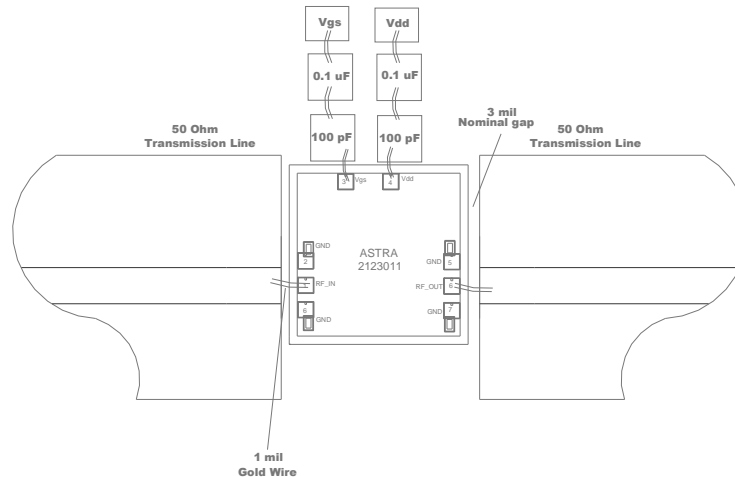 Vgs
Vdd
0.1 uF
0.1 uF
100 pF
100 pF
3 mil
Nominal gap
50 Ohm
Transmission Line
50 Ohm
Transmission Line
3
Vgs
4
Vdd
ASTRA
2123011
GND
2
RF_IN
GND
GND
5
RF_OUT
6
GND
7
1 mil
Gold Wire